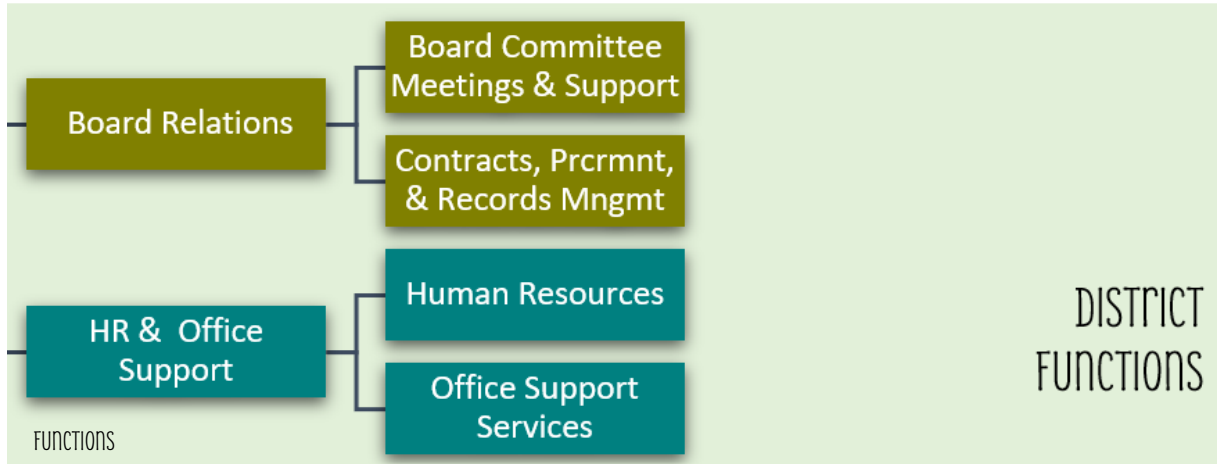 Board Relations
Board Committee
Meetings & Support
Contracts, Prcrmnt,
& Records Mngmt
HR & Office
Support
Human Resources
Office Support
Services
DISTRICT
FUNCTIONS
FUNCTIONS